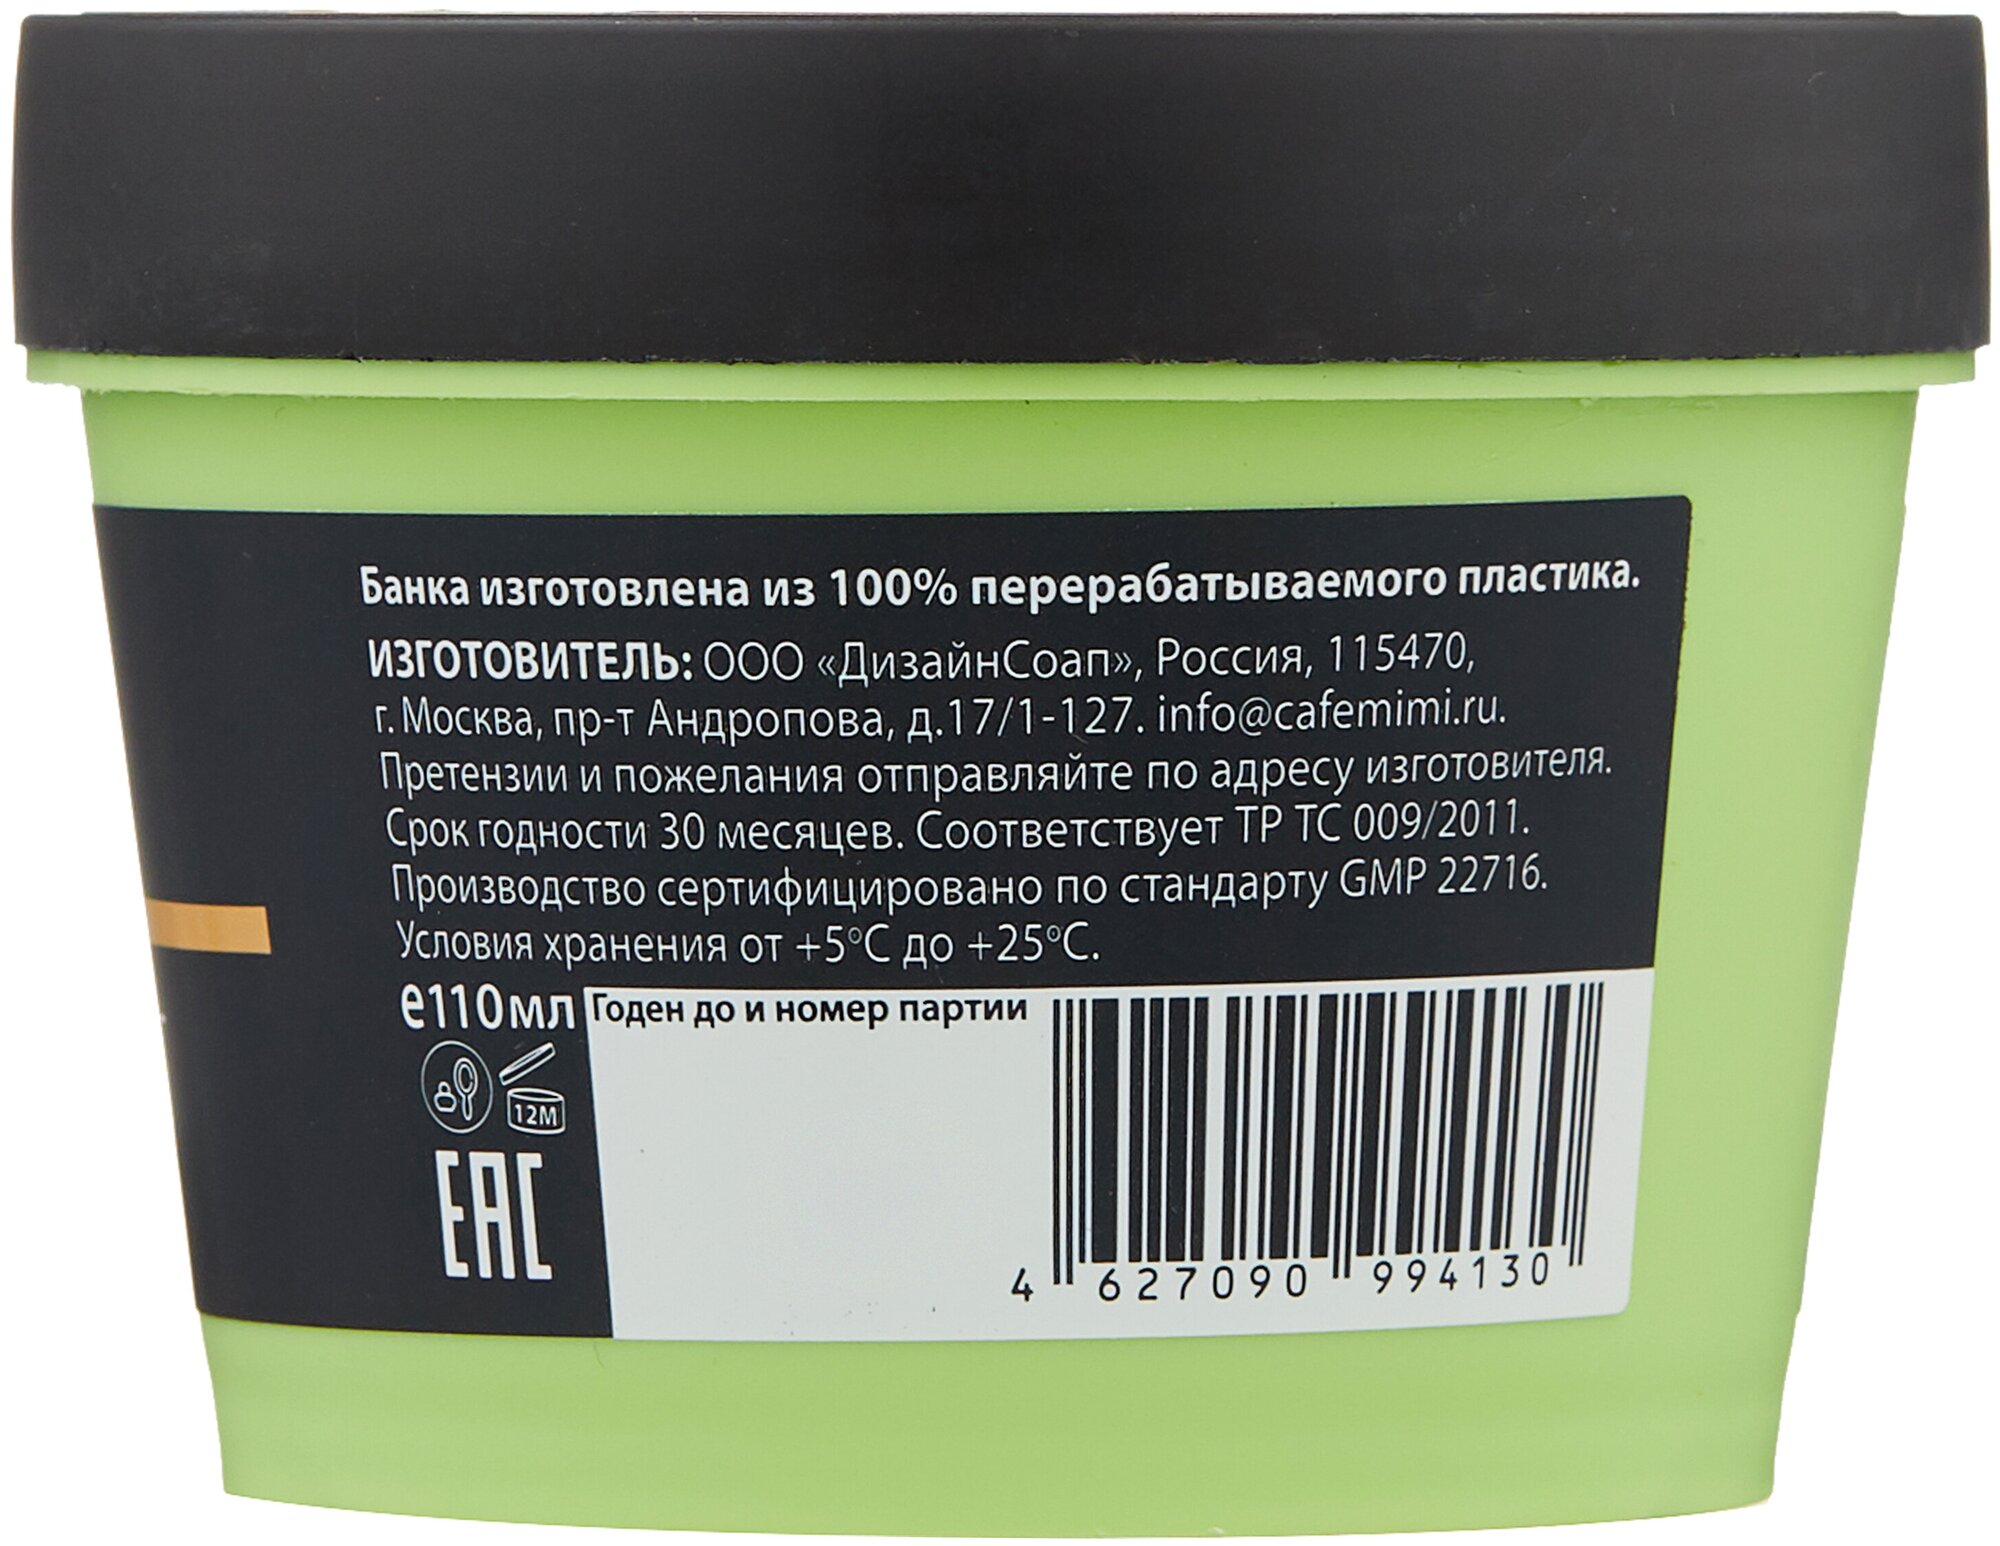 Банка изготовлена из 100% перерабатываемого пластика.
ИЗГОТОВИТЕЛЬ: ООО «ДизайнСоап», Россия, 115470,
г. Москва, пр-т Андропова, д.17/1-127. info@cafemimi.ru.
Претензии и пожелания отправляйте по адресу изготовителя.
Срок годности 30 месяцев. Соответствует ТР ТС 009/2011.
Производство сертифицировано по стандарту GMP 22716.
Условия хранения от +5°С до +25°С.
℮110мл
Годен до и номер партии
12M
EAC
4 627090 994130